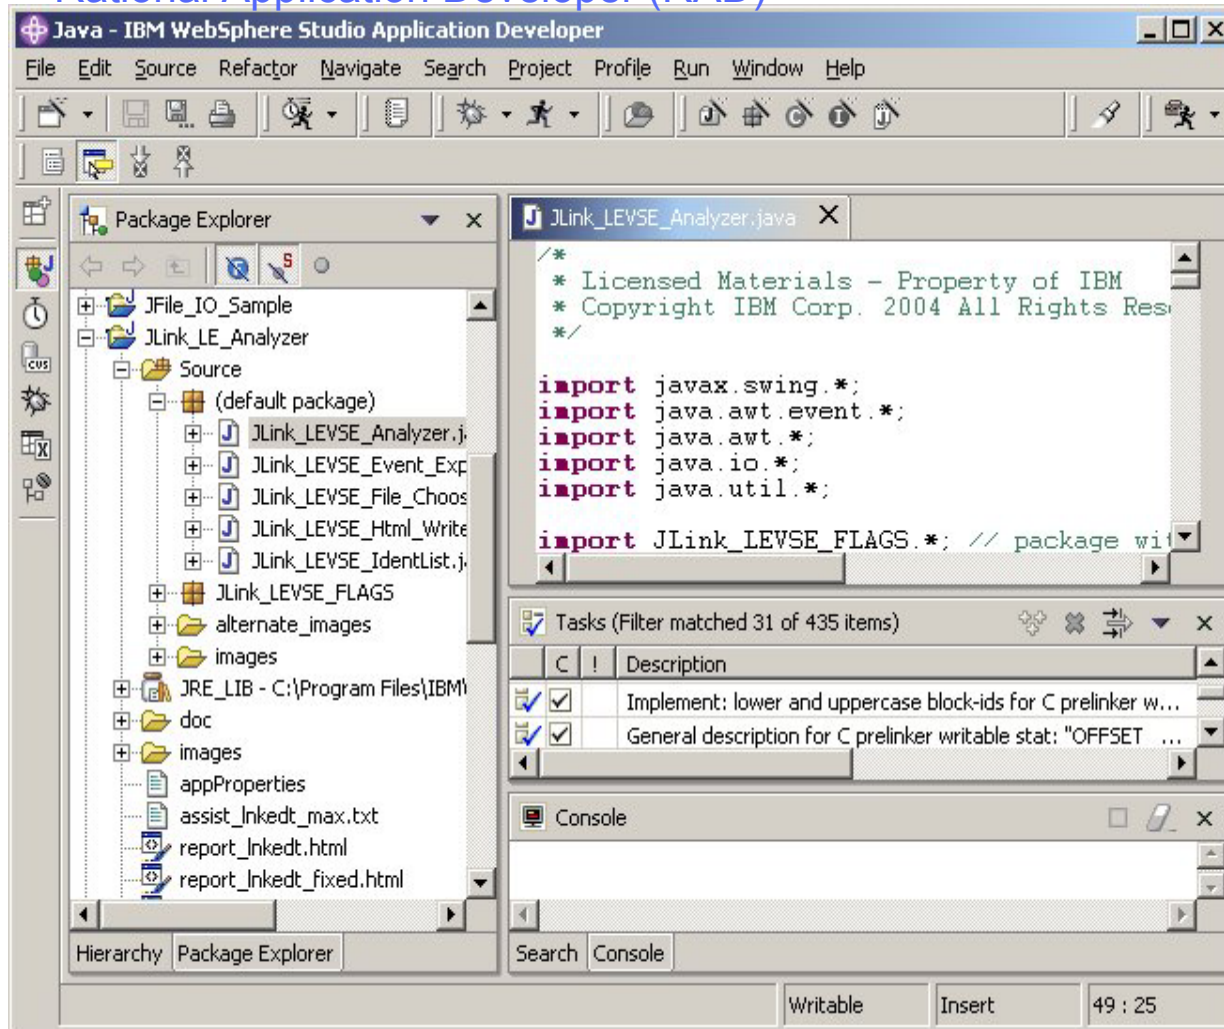 Rational Application Developer (RAD)
Java - IBM WebSphere Studio Application Developer
File Edit Source Refactor Navigate Search Project Profile Run Window Help
Package Explorer
JFile_IO_Sample
JLink_LE_Analyzer
Source
(default package)
JLink_LEVSE_Analyzer.j
JLink_LEVSE_Event_Exp
JLink_LEVSE_File_Choos
JLink_LEVSE_Html_Write
JLink_LEVSE_IdentList.j
JLink_LEVSE_FLAGS
alternate_images
images
JRE_LIB - C:\Program Files\IBM\
doc
images
appProperties
assist_lnkedt_max.txt
report_lnkedt.html
report_lnkedt_fixed.html
Hierarchy Package Explorer
JLink_LEVSE_Analyzer.java
/*
* Licensed Materials - Property of IBM
* Copyright IBM Corp. 2004 All Rights Res
*/
import javax.swing.*;
import java.awt.event.*;
import java.awt.*;
import java.io.*;
import java.util.*;
import JLink_LEVSE_FLAGS.*; // package wit
Tasks (Filter matched 31 of 435 items)
C ! Description
Implement: lower and uppercase block-ids for C prelinker w...
General description for C prelinker writable stat: "OFFSET ...
Console
Search Console
Writable Insert 49 : 25